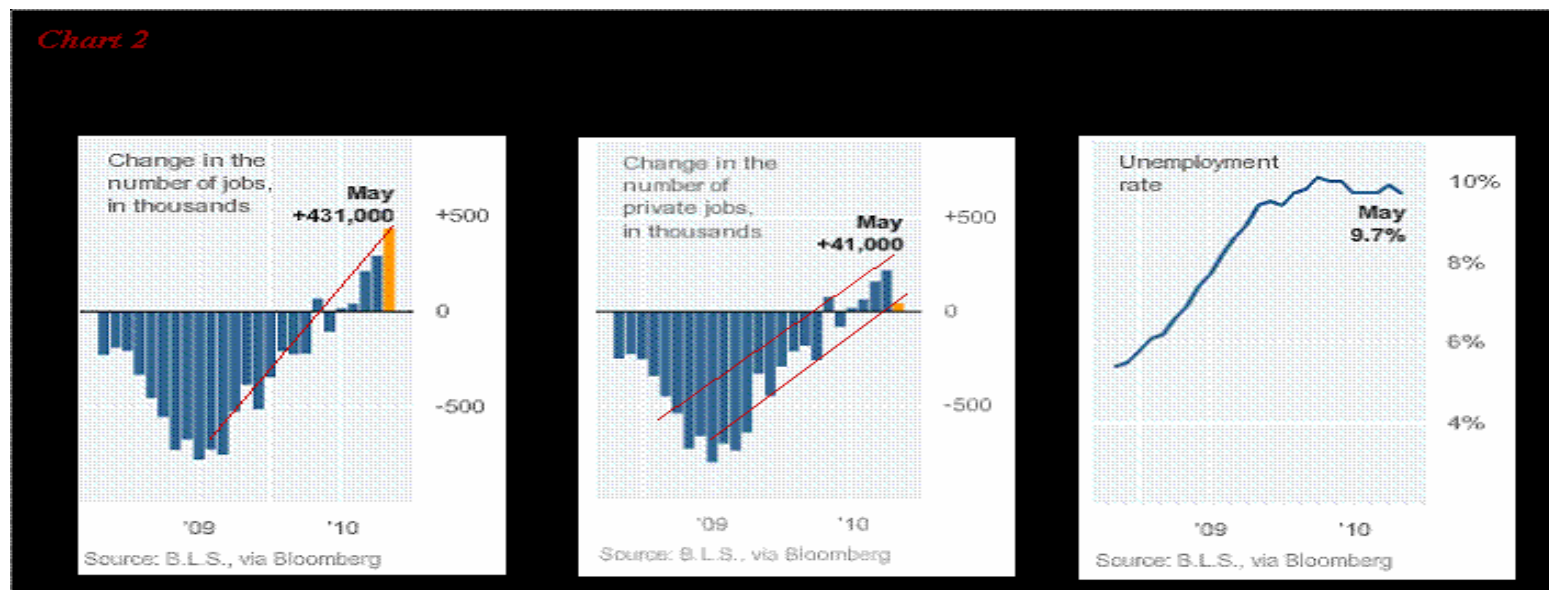 Chart 2
Change in the
number of jobs,
in thousands
May
+431,000
+500
0
-500
'09
'10
Source: B.L.S., via Bloomberg
Change in the
number of
private jobs,
in thousands
May
+41,000
+500
0
-500
'09
'10
Source: B.L.S., via Bloomberg
Unemployment
rate
10%
May
9.7%
8%
6%
4%
'09
'10
Source: B.L.S., via Bloomberg